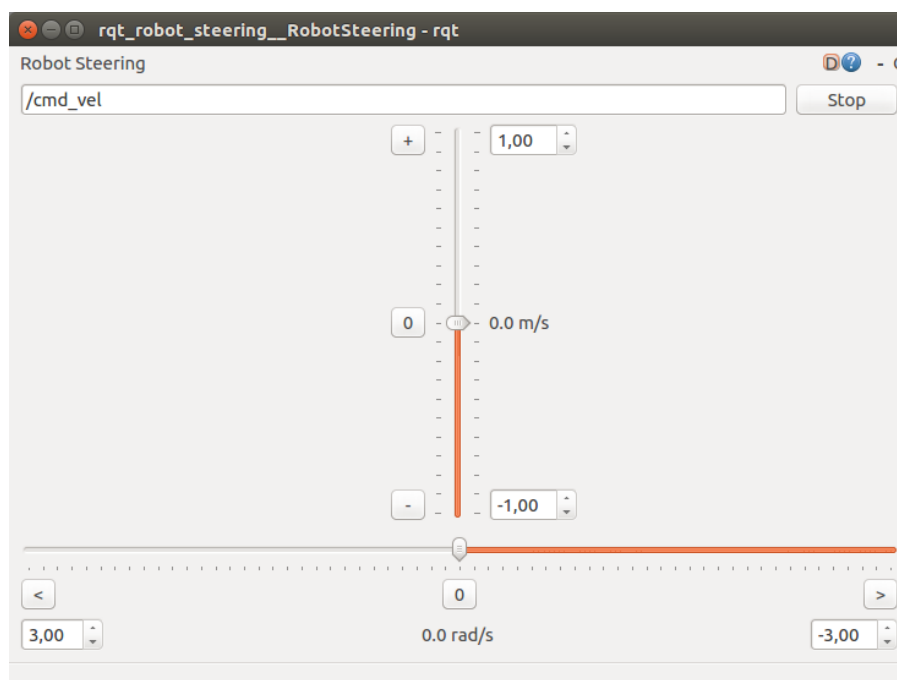 rqt_robot_steering__RobotSteering - rqt
Robot Steering D? -
/cmd_vel Stop
+ 1,00
0 0.0 m/s
- -1,00
< 0 >
3,00 0.0 rad/s -3,00